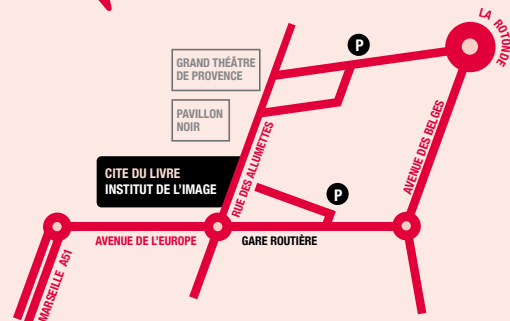 LA ROTONDE
P
GRAND THÉÂTRE
DE PROVENCE
PAVILLON
NOIR
RUE DES ALLUMETTES
AVENUE DES BELGES
CITE DU LIVRE
INSTITUT DE L'IMAGE
P
AVENUE DE L'EUROPE
GARE ROUTIÈRE
MARSEILLE A51